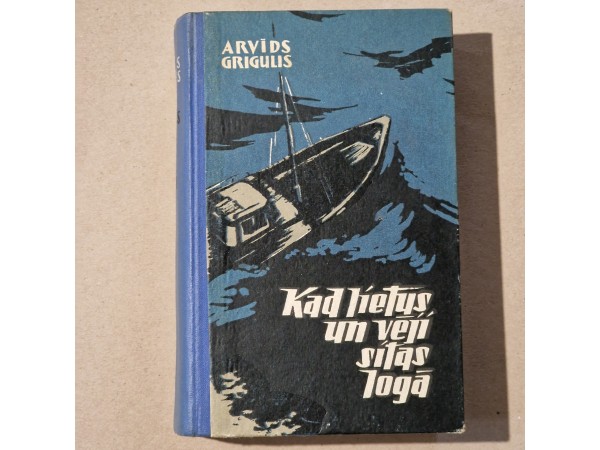 ARVĪDS
GRIGULIS
Kad lietus
un vēji
sitas
logā